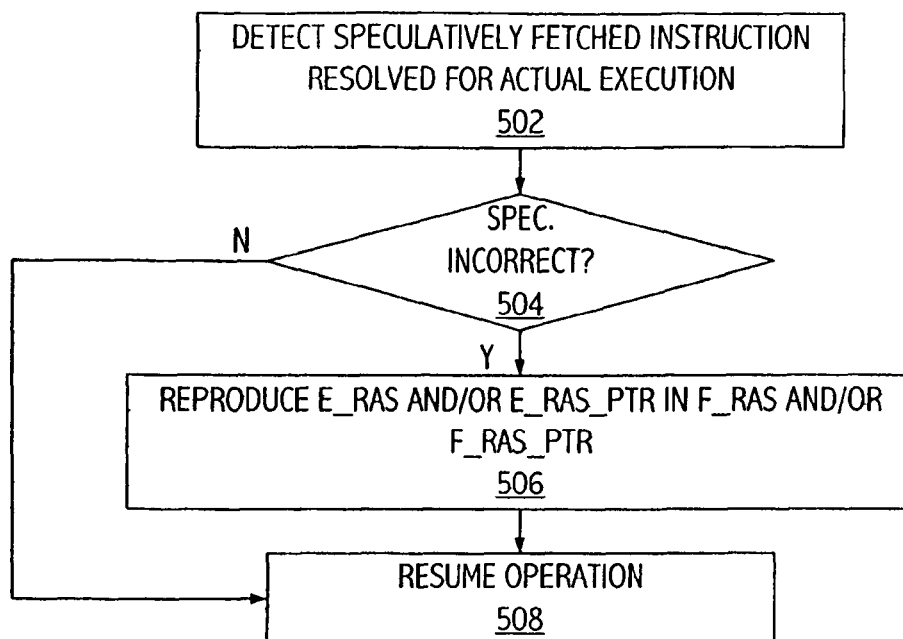 DETECT SPECULATIVELY FETCHED INSTRUCTION
RESOLVED FOR ACTUAL EXECUTION
502
SPEC.
N
INCORRECT?
504
Y
REPRODUCE E_RAS AND/OR E_RAS_PTR IN F_RAS AND/OR
F_RAS_PTR
506
RESUME OPERATION
508